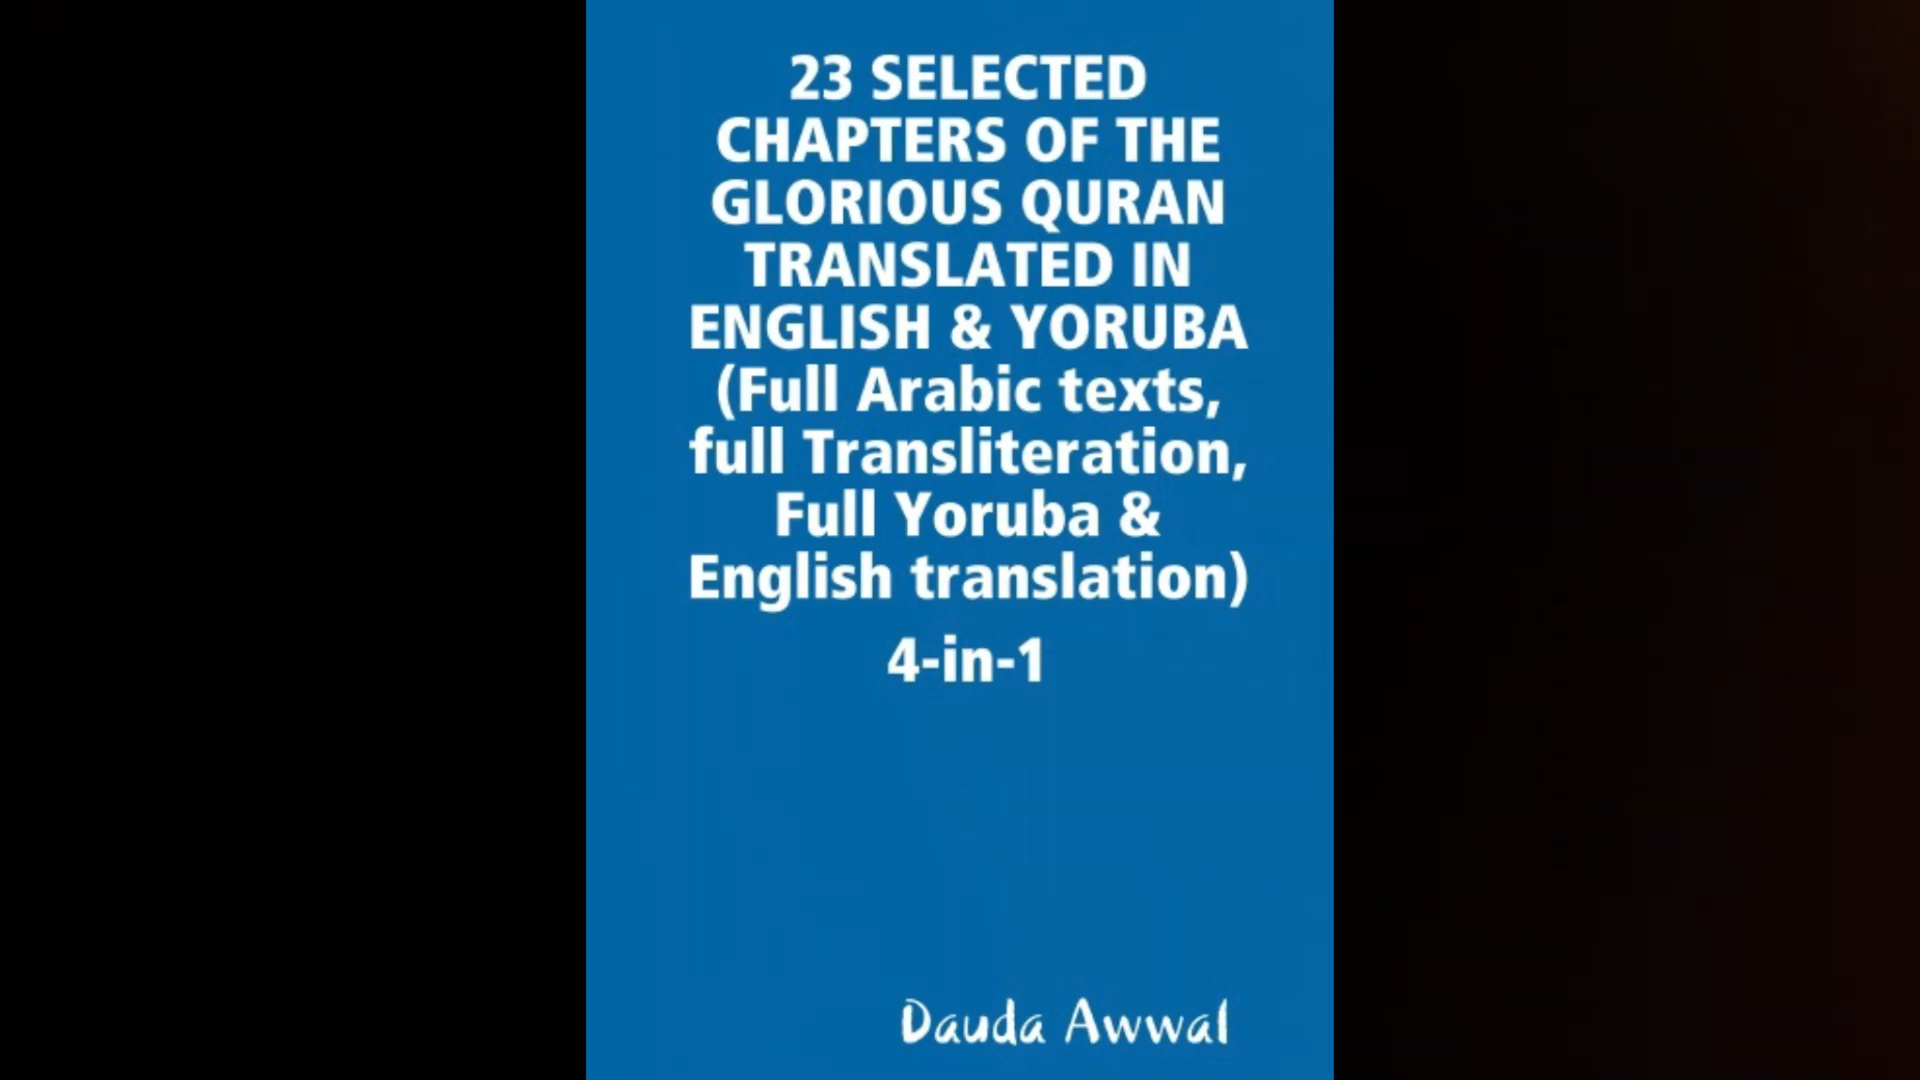 23 SELECTED
CHAPTERS OF THE
GLORIOUS QURAN
TRANSLATED IN
ENGLISH & YORUBA
(Full Arabic texts,
full Transliteration,
Full Yoruba &
English translation)
4-in-1
Dauda Awwal